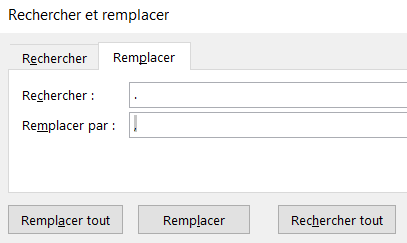 Rechercher et remplacer
Rechercher Remplacer
Rechercher : .
Remplacer par : ,
Remplacer tout Remplacer Rechercher tout